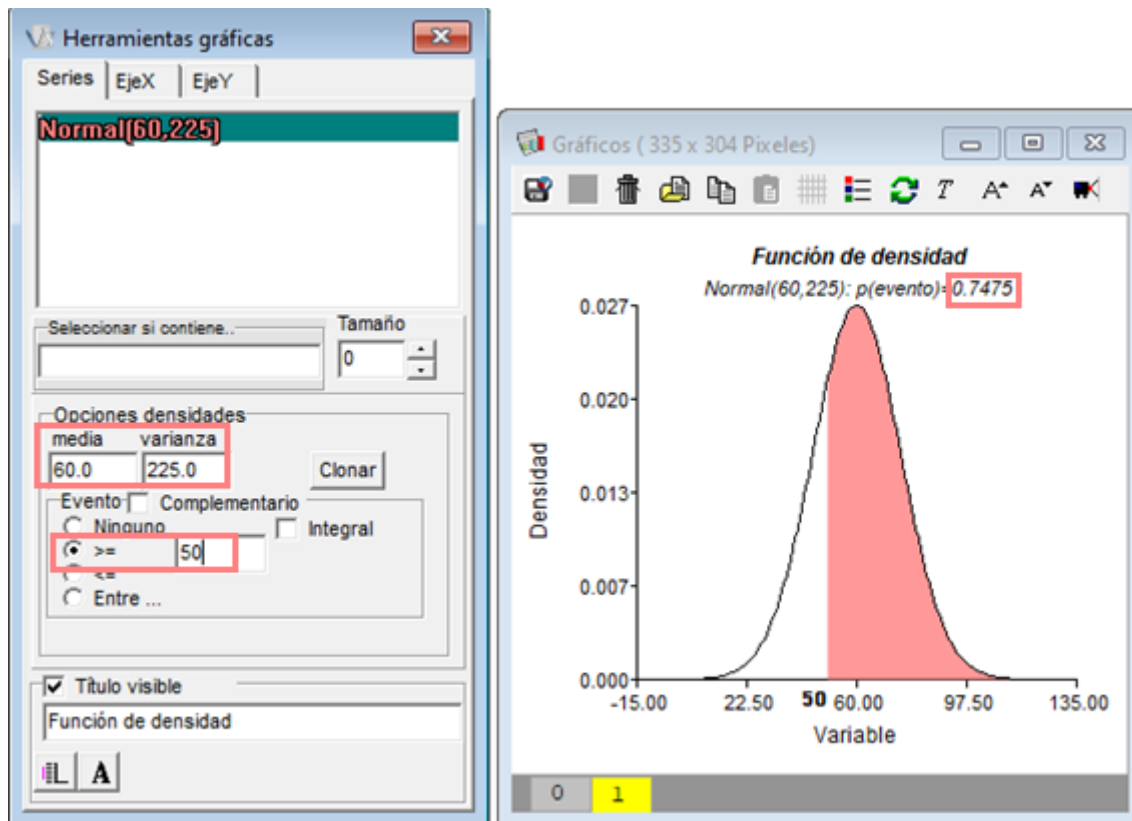 Herramientas gráficas
Series EjeX EjeY
Normal(60,225)
Seleccionar si contiene..
Tamaño
0
Opciones densidades
media varianza
60.0 225.0 Clonar
Evento Complementario
Ninguno Integral
>= 50
<=
Entre ...
Título visible
Función de densidad
A
Gráficos ( 335 x 304 Pixeles)
T A A
Función de densidad
Normal(60,225): p(evento)=0.7475
0.027
0.020
0.013
0.007
0.000
Densidad
-15.00 22.50 50 60.00 97.50 135.00
Variable
0 1